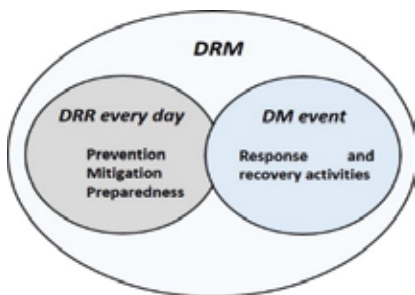 DRM
DRR every day
Prevention
Mitigation
Preparedness
DM event
Response and
recovery activities